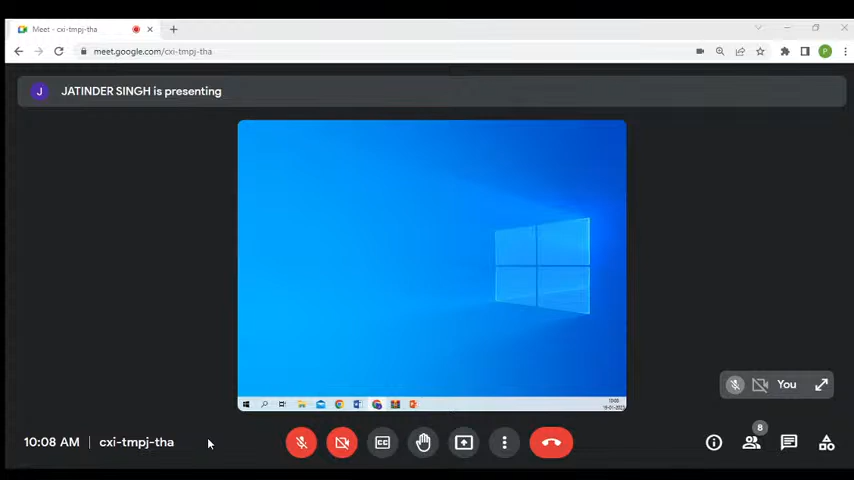 Meet - cxi-tmpj-tha
meet.google.com/cxi-tmpj-tha
P
J
JATINDER SINGH is presenting
You
10:08 AM | cxi-tmpj-tha
CC
8